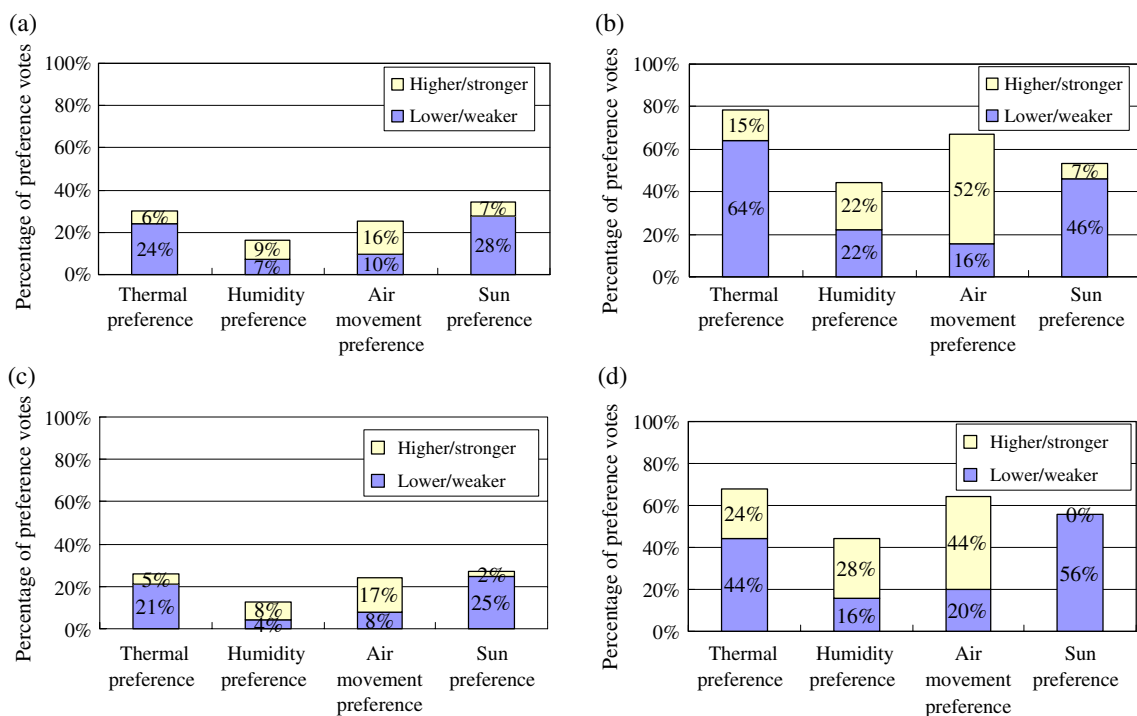 (a)
Percentage of preference votes
100%
80%
60%
40%
20%
0%
Higher/stronger
Lower/weaker
6%
24%
9%
7%
16%
10%
7%
28%
Thermal Humidity Air Sun
preference preference movement preference
preference
(b)
Percentage of preference votes
100%
80%
60%
40%
20%
0%
Higher/stronger
Lower/weaker
15%
64%
22%
22%
52%
16%
7%
46%
Thermal Humidity Air Sun
preference preference movement preference
preference
(c)
Percentage of preference votes
100%
80%
60%
40%
20%
0%
Higher/stronger
Lower/weaker
5%
21%
8%
4%
17%
8%
2%
25%
Thermal Humidity Air Sun
preference preference movement preference
preference
(d)
Percentage of preference votes
100%
80%
60%
40%
20%
0%
Higher/stronger
Lower/weaker
24%
44%
28%
16%
44%
20%
0%
56%
Thermal Humidity Air Sun
preference preference movement preference
preference